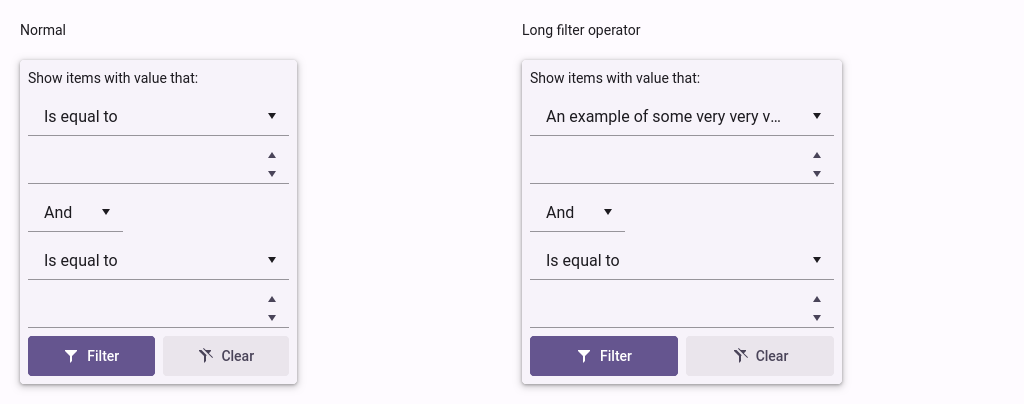 Normal
Show items with value that:
Is equal to
And
Is equal to
Filter
Clear
Long filter operator
Show items with value that:
An example of some very very v...
And
Is equal to
Filter
Clear